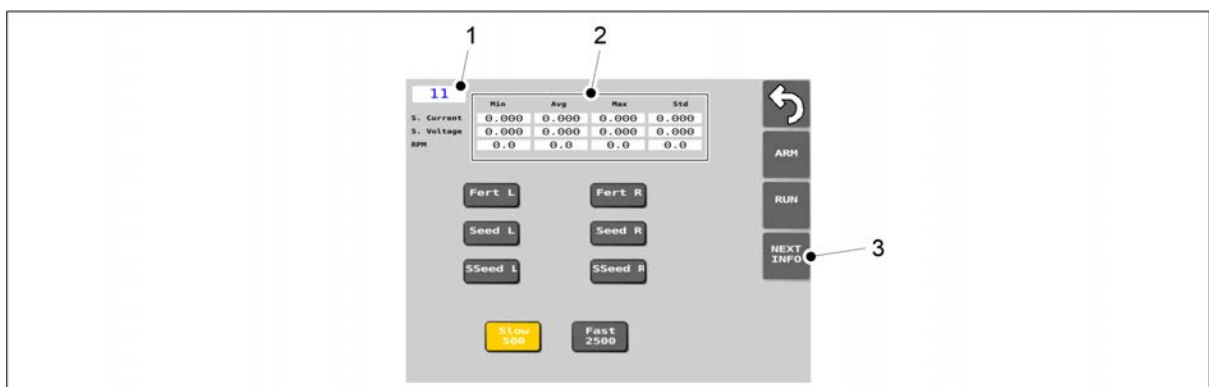 1 2
11
Min Avg Max Std
S. Current 0.000 0.000 0.000 0.000
S. Voltage 0.000 0.000 0.000 0.000
RPM 0.0 0.0 0.0 0.0
ARM
Fert L Fert R
RUN
Seed L Seed R
NEXT
INFO
3
SSeed L SSeed R
Slow
500
Fast
2500